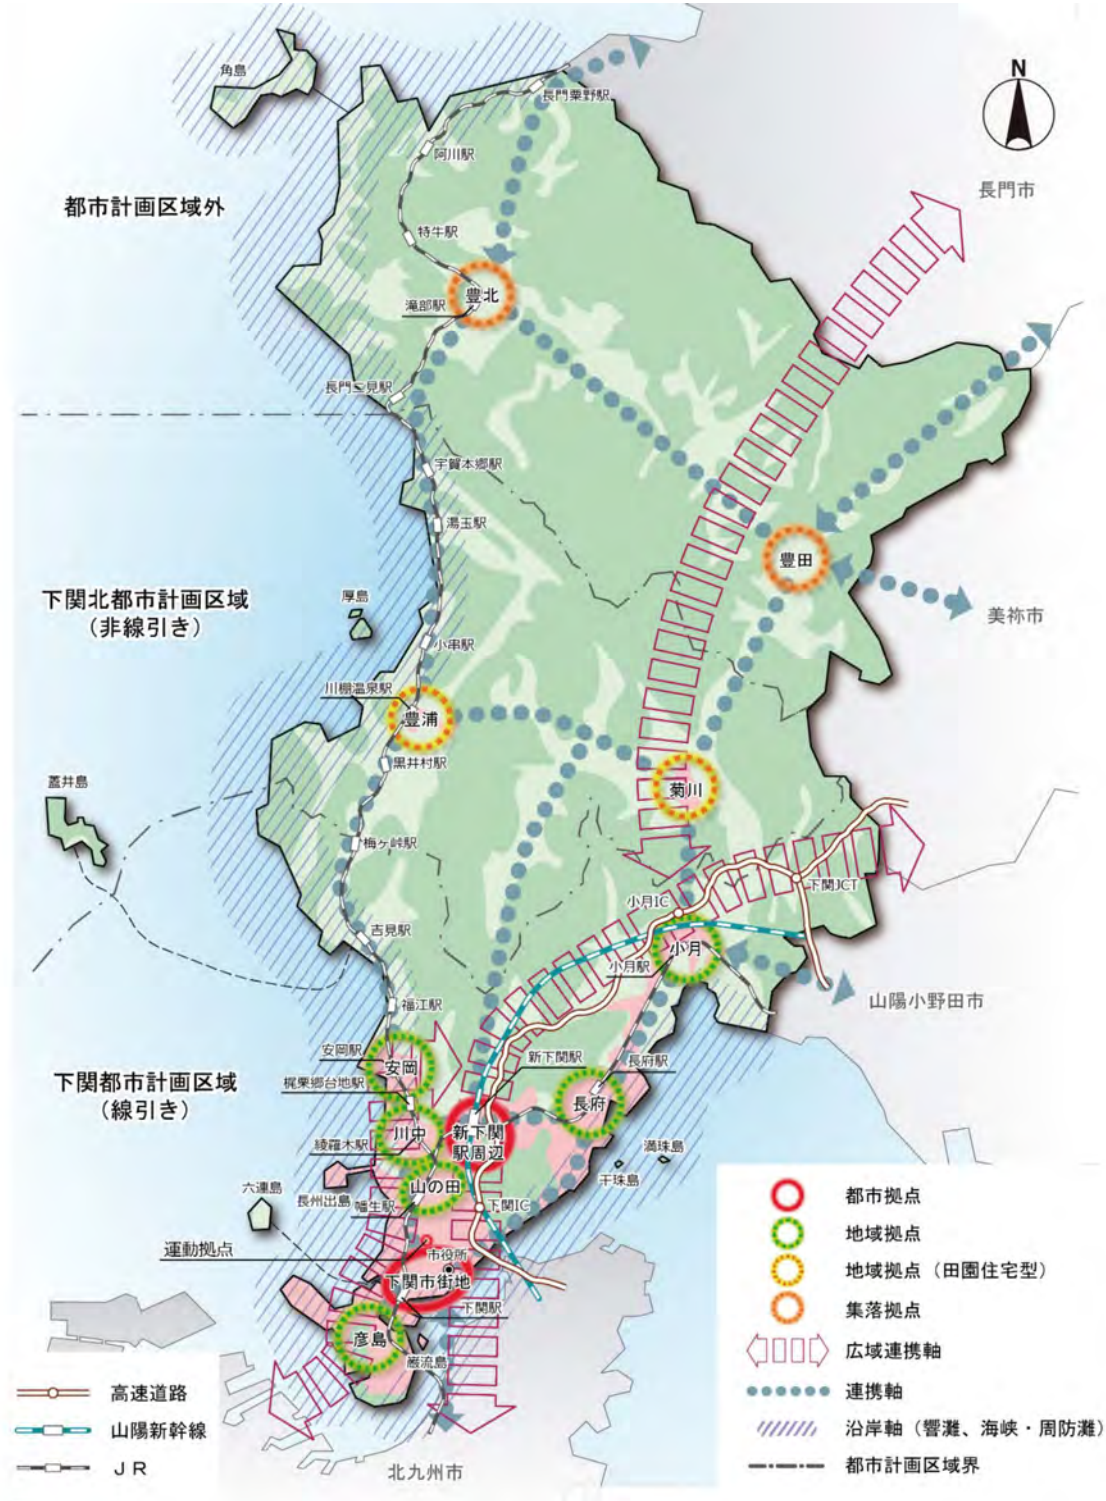 角島
長門粟野駅
N
阿川駅
長門市
都市計画区域外
特牛駅
豊北
滝部駅
長門二見駅
宇賀本郷駅
湯玉駅
豊田
下関北都市計画区域
(非線引き)
厚島
美祢市
小串駅
川棚温泉駅
豊浦
黒井村駅
菊川
蓋井島
梅ヶ峠駅
下関JCT
小月IC
吉見駅
小月
小月駅
福江駅
山陽小野田市
安岡駅
安岡
新下関駅
長府駅
下関都市計画区域
(線引き)
梶栗郷台地駅
長府
川中
新下関
駅周辺
綾羅木駅
満珠島
干珠島
山の田
六連島
長州出島
幡生駅
下関IC
運動拠点
市役所
下関市街地
下関駅
彦島
巌流島
北九州市
高速道路
山陽新幹線
JR
都市拠点
地域拠点
地域拠点(田園住宅型)
集落拠点
広域連携軸
連携軸
沿岸軸(響灘、海峡・周防灘)
都市計画区域界